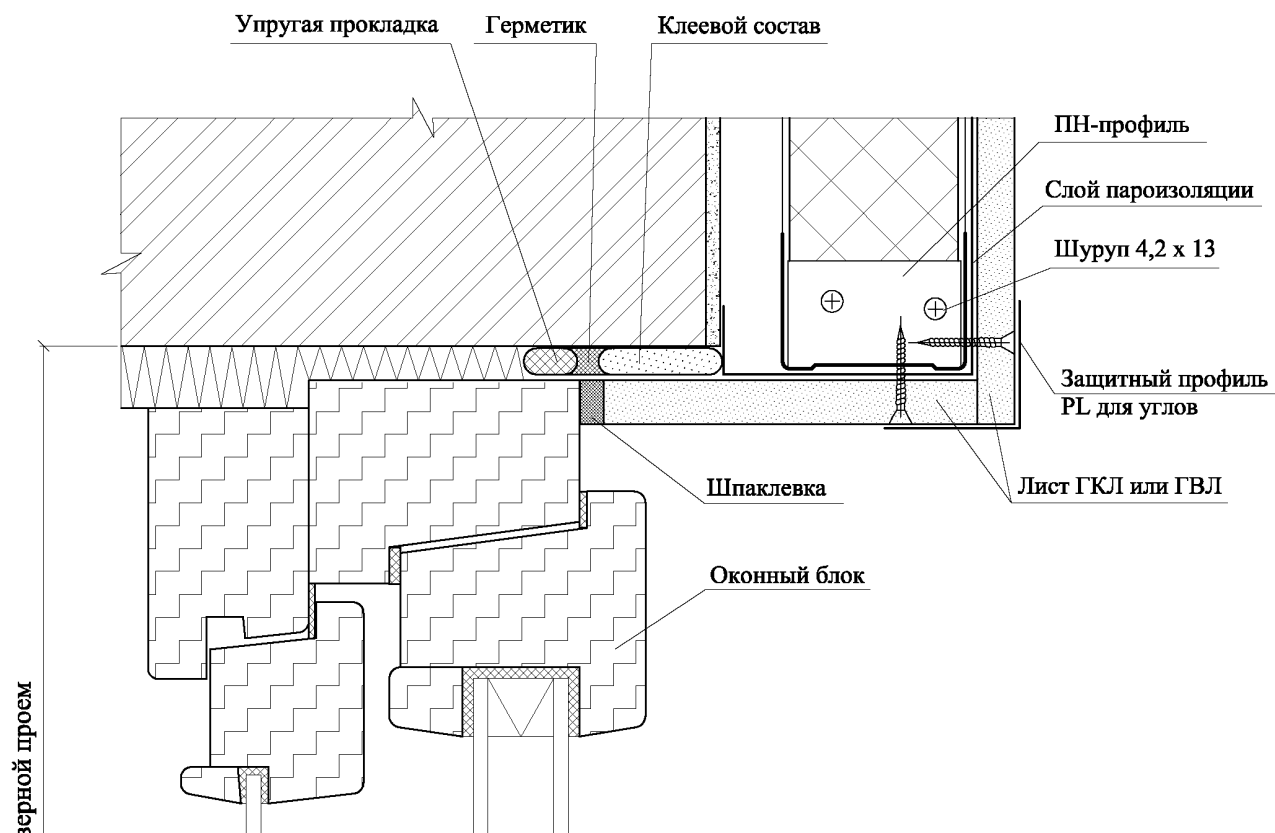 Упругая прокладка
Герметик
Клеевой состав
ПН-профиль
Слой пароизоляции
Шуруп 4,2 x 13
Защитный профиль
PL для углов
Лист ГКЛ или ГВЛ
Шпаклевка
Оконный блок
проем